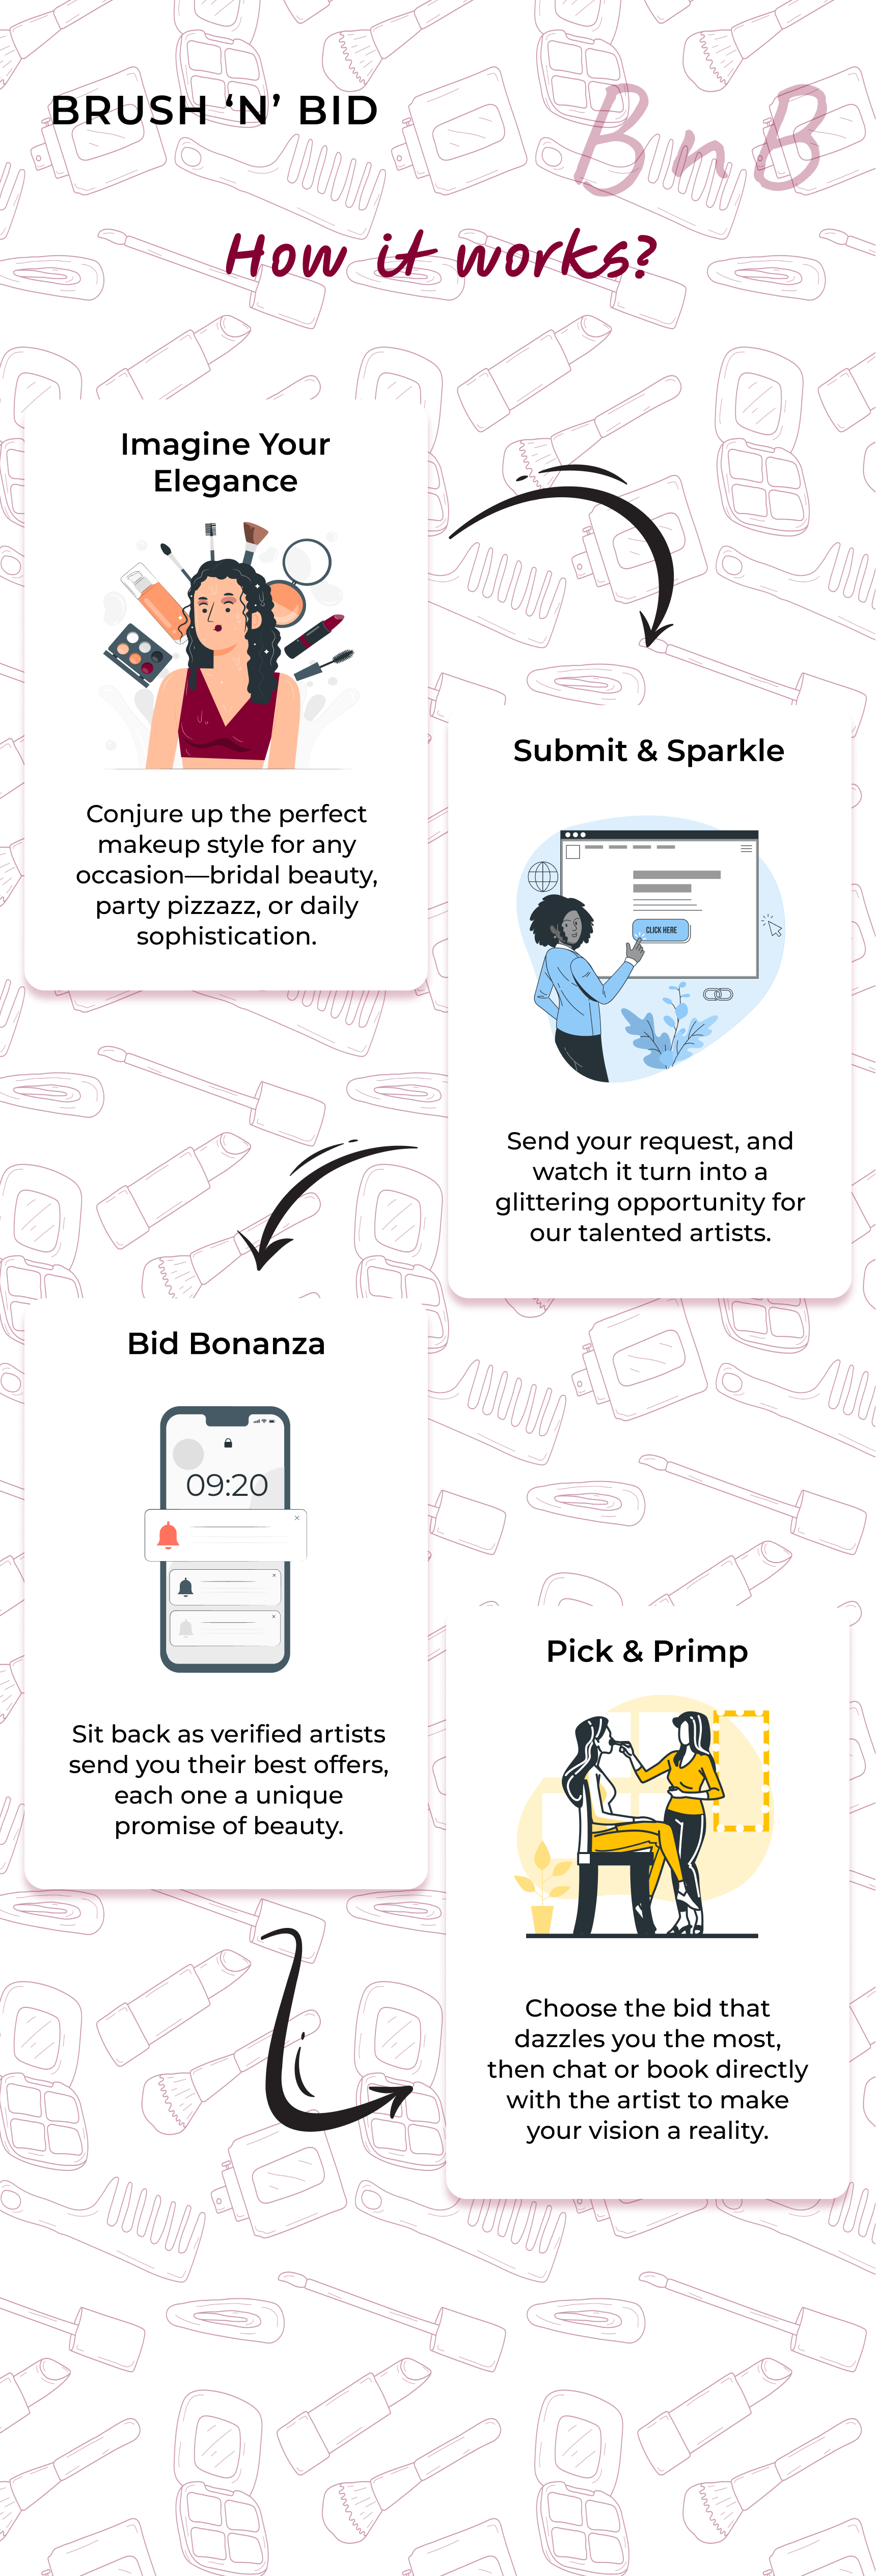 BRUSH ‘N’ BID
B n B
How it works?
Imagine Your
Elegance
Conjure up the perfect
makeup style for any
occasion—bridal beauty,
party pizzazz, or daily
sophistication.
Submit & Sparkle
CLICK HERE
Send your request, and
watch it turn into a
glittering opportunity for
our talented artists.
Bid Bonanza
09:20
Sit back as verified artists
send you their best offers,
each one a unique
promise of beauty.
Pick & Primp
Choose the bid that
dazzles you the most,
then chat or book directly
with the artist to make
your vision a reality.